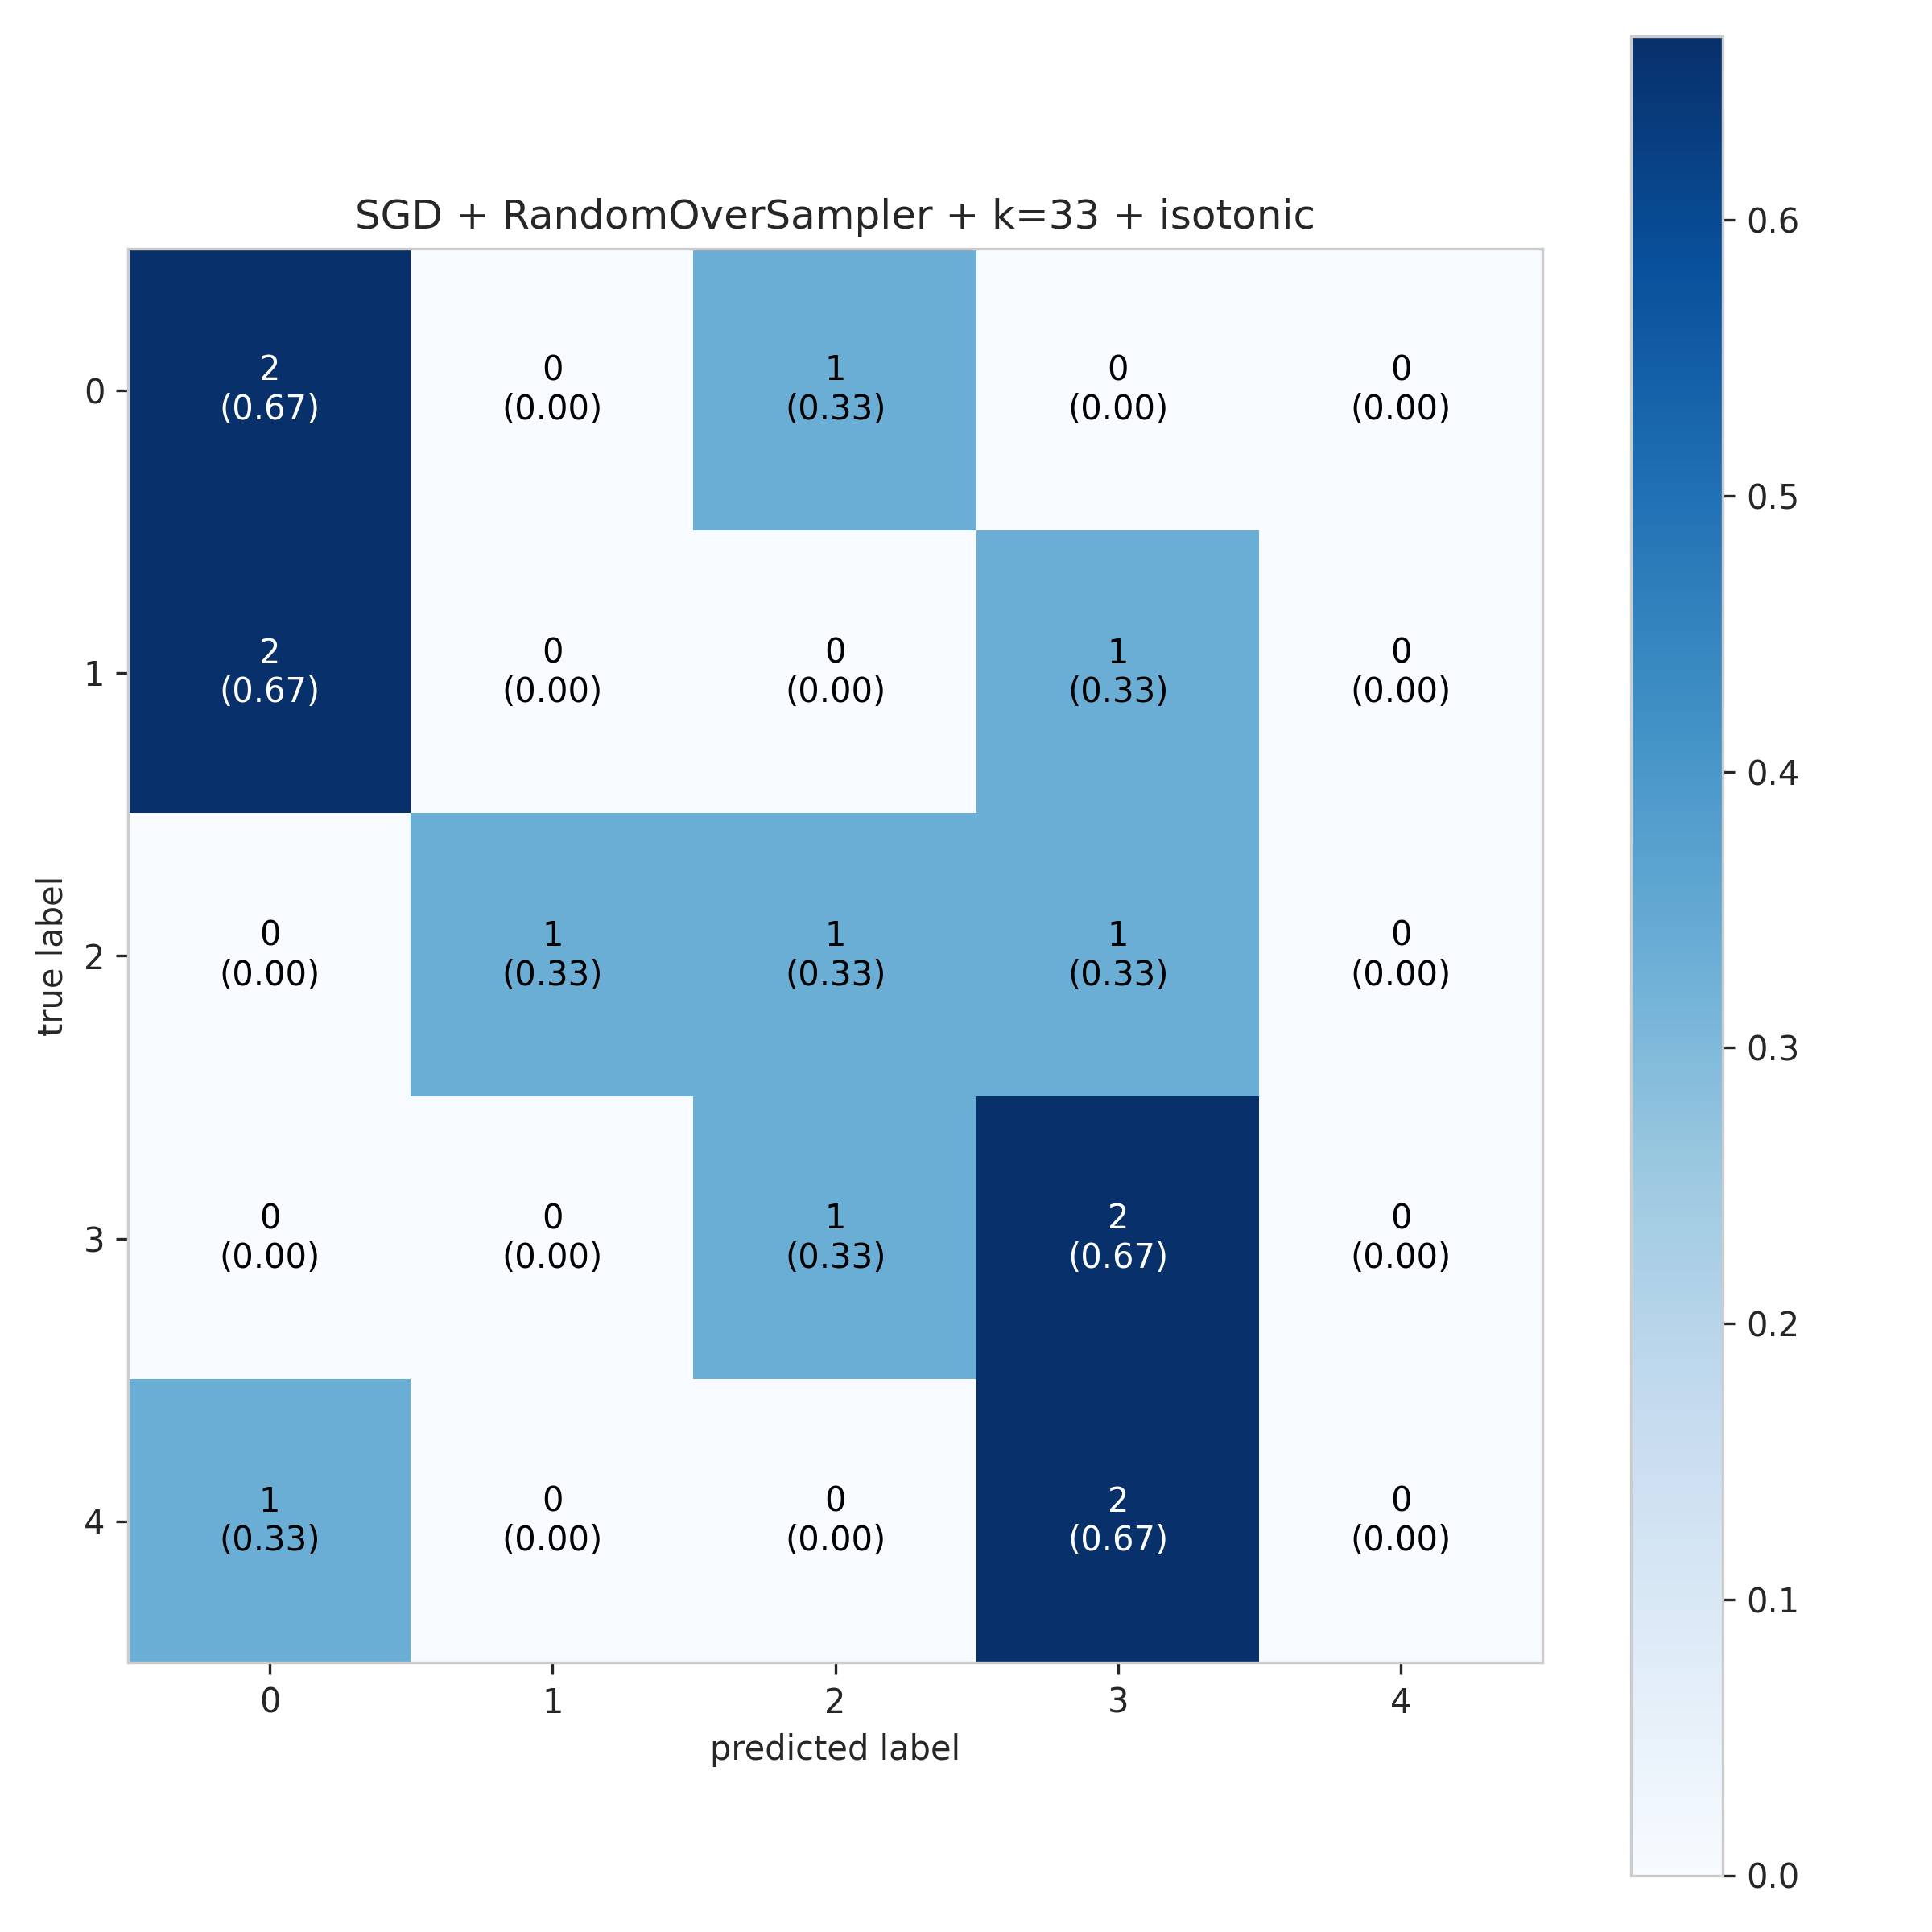 SGD + RandomOverSampler + k=33 + isotonic
true label
0
2 0 1 0 0
(0.67) (0.00) (0.33) (0.00) (0.00)
1
2 0 0 1 0
(0.67) (0.00) (0.00) (0.33) (0.00)
2
0 1 1 1 0
(0.00) (0.33) (0.33) (0.33) (0.00)
3
0 0 1 2 0
(0.00) (0.00) (0.33) (0.67) (0.00)
4
1 0 0 2 0
(0.33) (0.00) (0.00) (0.67) (0.00)
0 1 2 3 4
predicted label
0.6
0.5
0.4
0.3
0.2
0.1
0.0